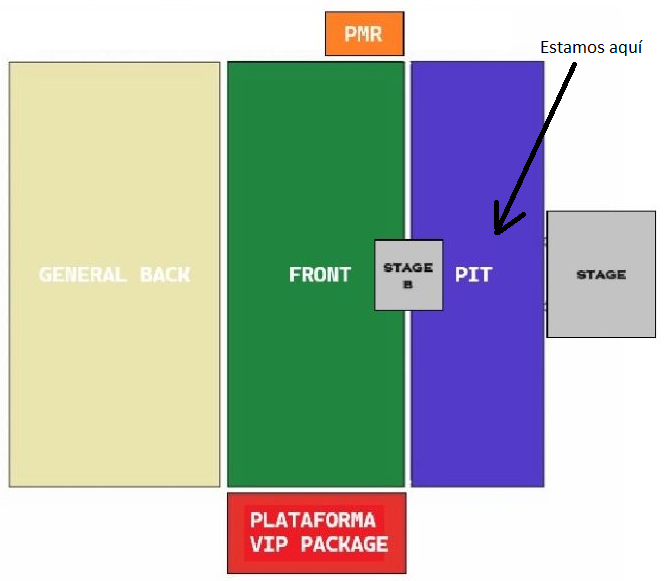 PMR
Estamos aquí
GENERAL BACK
FRONT
STAGE
B
PIT
STAGE
PLATAFORMA
VIP PACKAGE